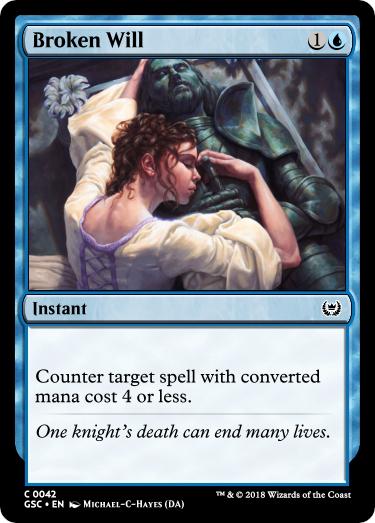 Broken Will 1
Instant
Counter target spell with converted
mana cost 4 or less.
One knight's death can end many lives.
C 0042
GSC • EN Michael-C-Hayes (DA)
™ & © 2018 Wizards of the Coast